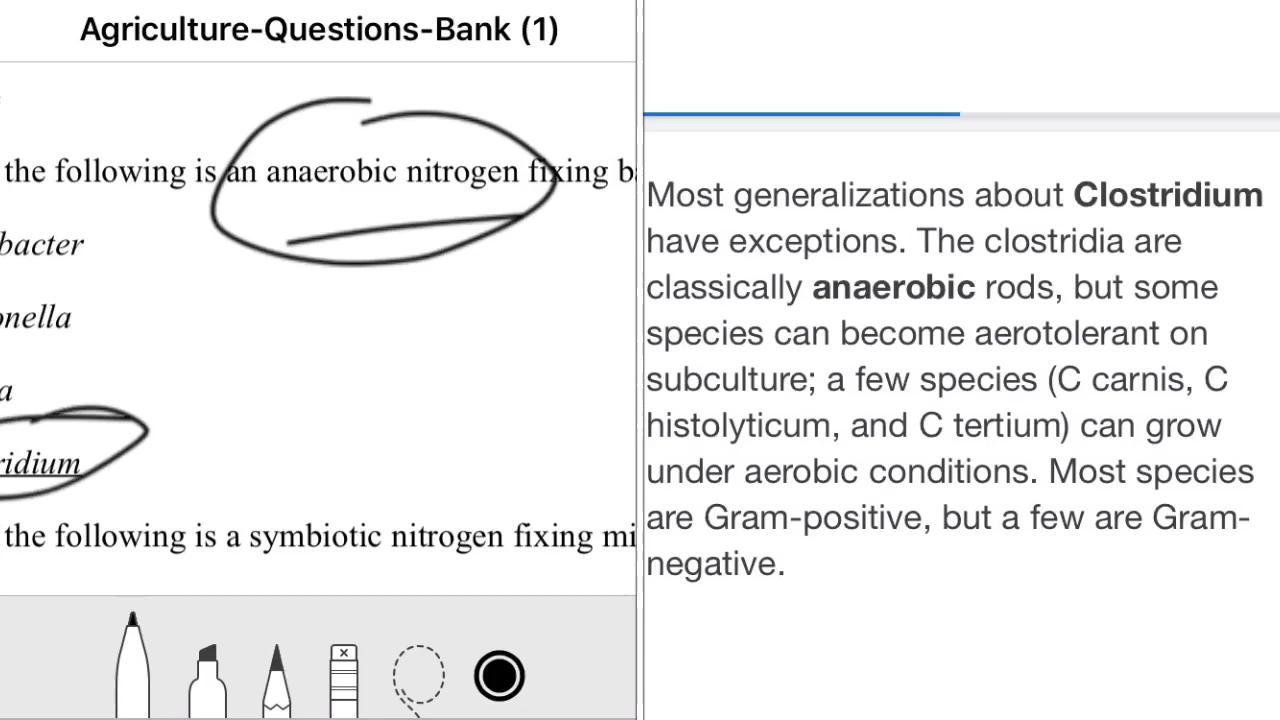 Agriculture-Questions-Bank (1)
the following is an anaerobic nitrogen fixing
bacter
onella
a
ridium
the following is a symbiotic nitrogen fixing
Most generalizations about Clostridium
have exceptions. The clostridia are
classically anaerobic rods, but some
species can become aerotolerant on
subculture; a few species (C carnis, C
histolyticum, and C tertium) can grow
under aerobic conditions. Most species
are Gram-positive, but a few are Gram-
negative.